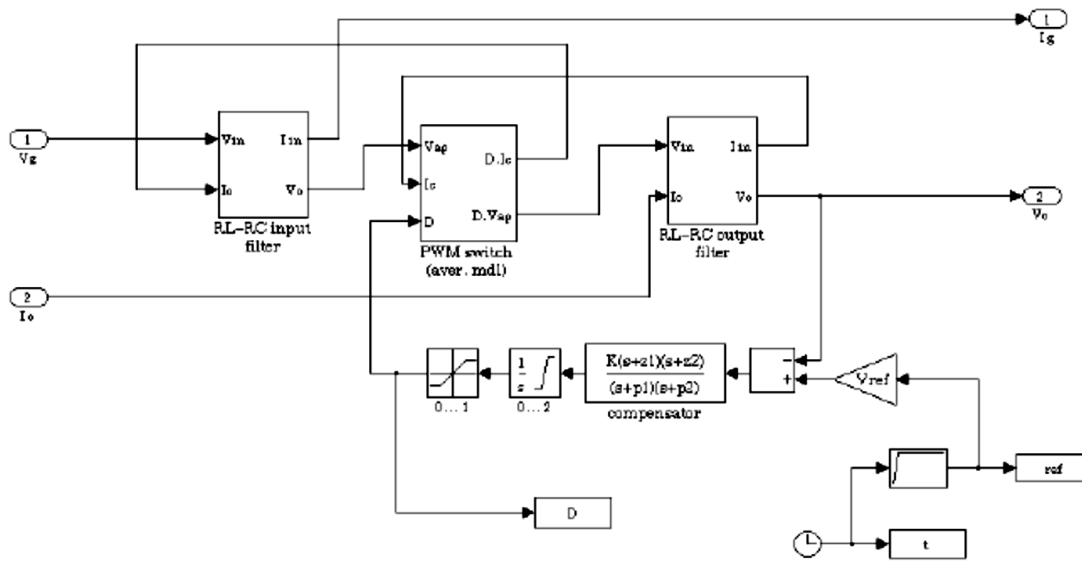 1
Ig
1
Vg
Vin
Iin
Io
Vo
RL-RC input
filter
Vap
D.Ic
Ic
D.Vap
D
PWM switch
(aver. mdl)
Vin
Iin
Io
Vo
RL-RC output
filter
2
Vo
2
Io
0...1
1
s
0...2
K(s+z1)(s+z2)
(s+p1)(s+p2)
compensator
−
+
Vref
ref
D
t